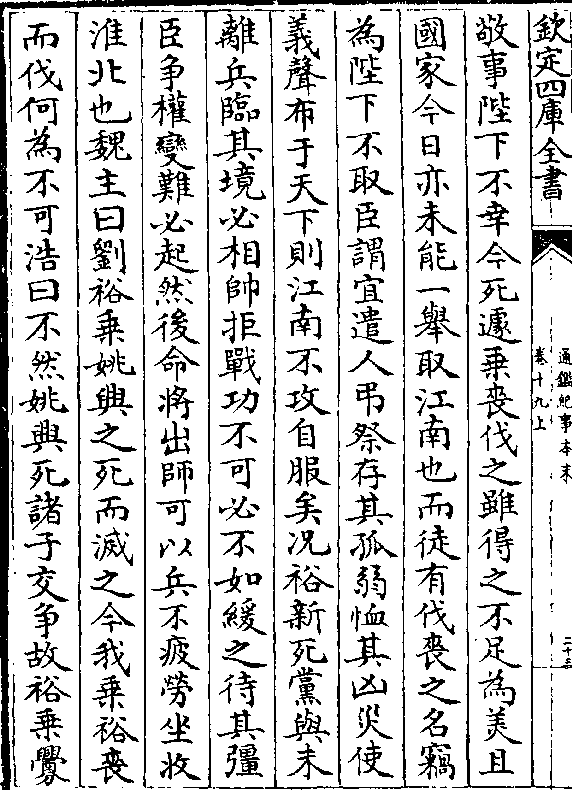 欽定四庫全書
通鑑紀事本末
卷十九上
二十三
敬事陛下不幸今死遽乗喪伐之雖得之不足為美且
國家今日亦未能一舉取江南也而徒有伐喪之名竊
為陛下不取臣謂宜遣人弔祭存其孤弱恤其凶災使
義聲布于天下則江南不攻自服矣况裕新死黨與未
離兵臨其境必相帥拒戰功不可必不如緩之待其彊
臣争權變難必起然後命將出師可以兵不疲勞坐收
淮北也魏主曰劉裕乗姚興之死而滅之今我乗裕喪
而伐何為不可浩曰不然姚興死諸子交争故裕乗釁